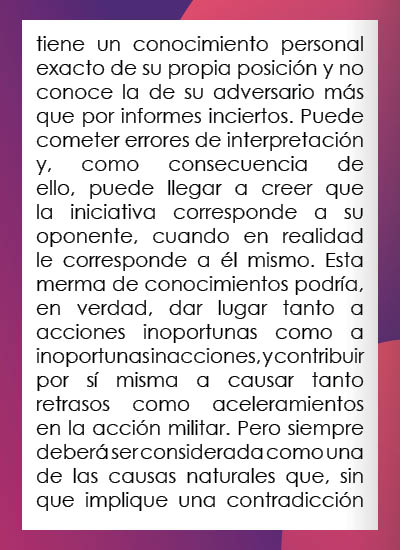 tiene un conocimiento personal
exacto de su propia posición y no
conoce la de su adversario más
que por informes inciertos. Puede
cometer errores de interpretación
y, como consecuencia de
ello, puede llegar a creer que
la iniciativa corresponde a su
oponente, cuando en realidad
le corresponde a él mismo. Esta
merma de conocimientos podría,
en verdad, dar lugar tanto a
acciones inoportunas como a
inoportunas inacciones, y contribuir
por sí misma a causar tanto
retrasos como aceleramientos
en la acción militar. Pero siempre
deberá ser considerada como una
de las causas naturales que, sin
que implique una contradicción